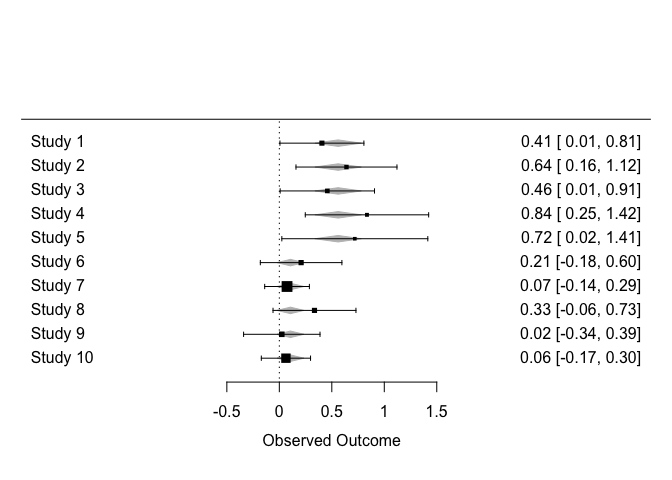 Study 1 0.41 [ 0.01, 0.81]
Study 2 0.64 [ 0.16, 1.12]
Study 3 0.46 [ 0.01, 0.91]
Study 4 0.84 [ 0.25, 1.42]
Study 5 0.72 [ 0.02, 1.41]
Study 6 0.21 [-0.18, 0.60]
Study 7 0.07 [-0.14, 0.29]
Study 8 0.33 [-0.06, 0.73]
Study 9 0.02 [-0.34, 0.39]
Study 10 0.06 [-0.17, 0.30]
-0.5 0 0.5 1 1.5
Observed Outcome